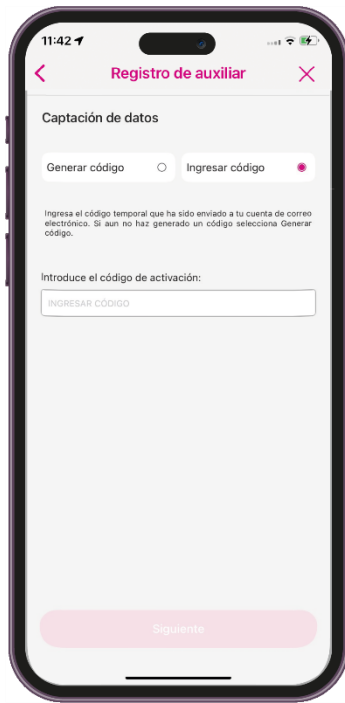 11:42
Registro de auxiliar
Captación de datos
Generar código
Ingresar código
Ingresa el código temporal que ha sido enviado a tu cuenta de correo
electrónico. Si aun no haz generado un código selecciona Generar
código.
Introduce el código de activación:
INGRESAR CÓDIGO
Siguiente